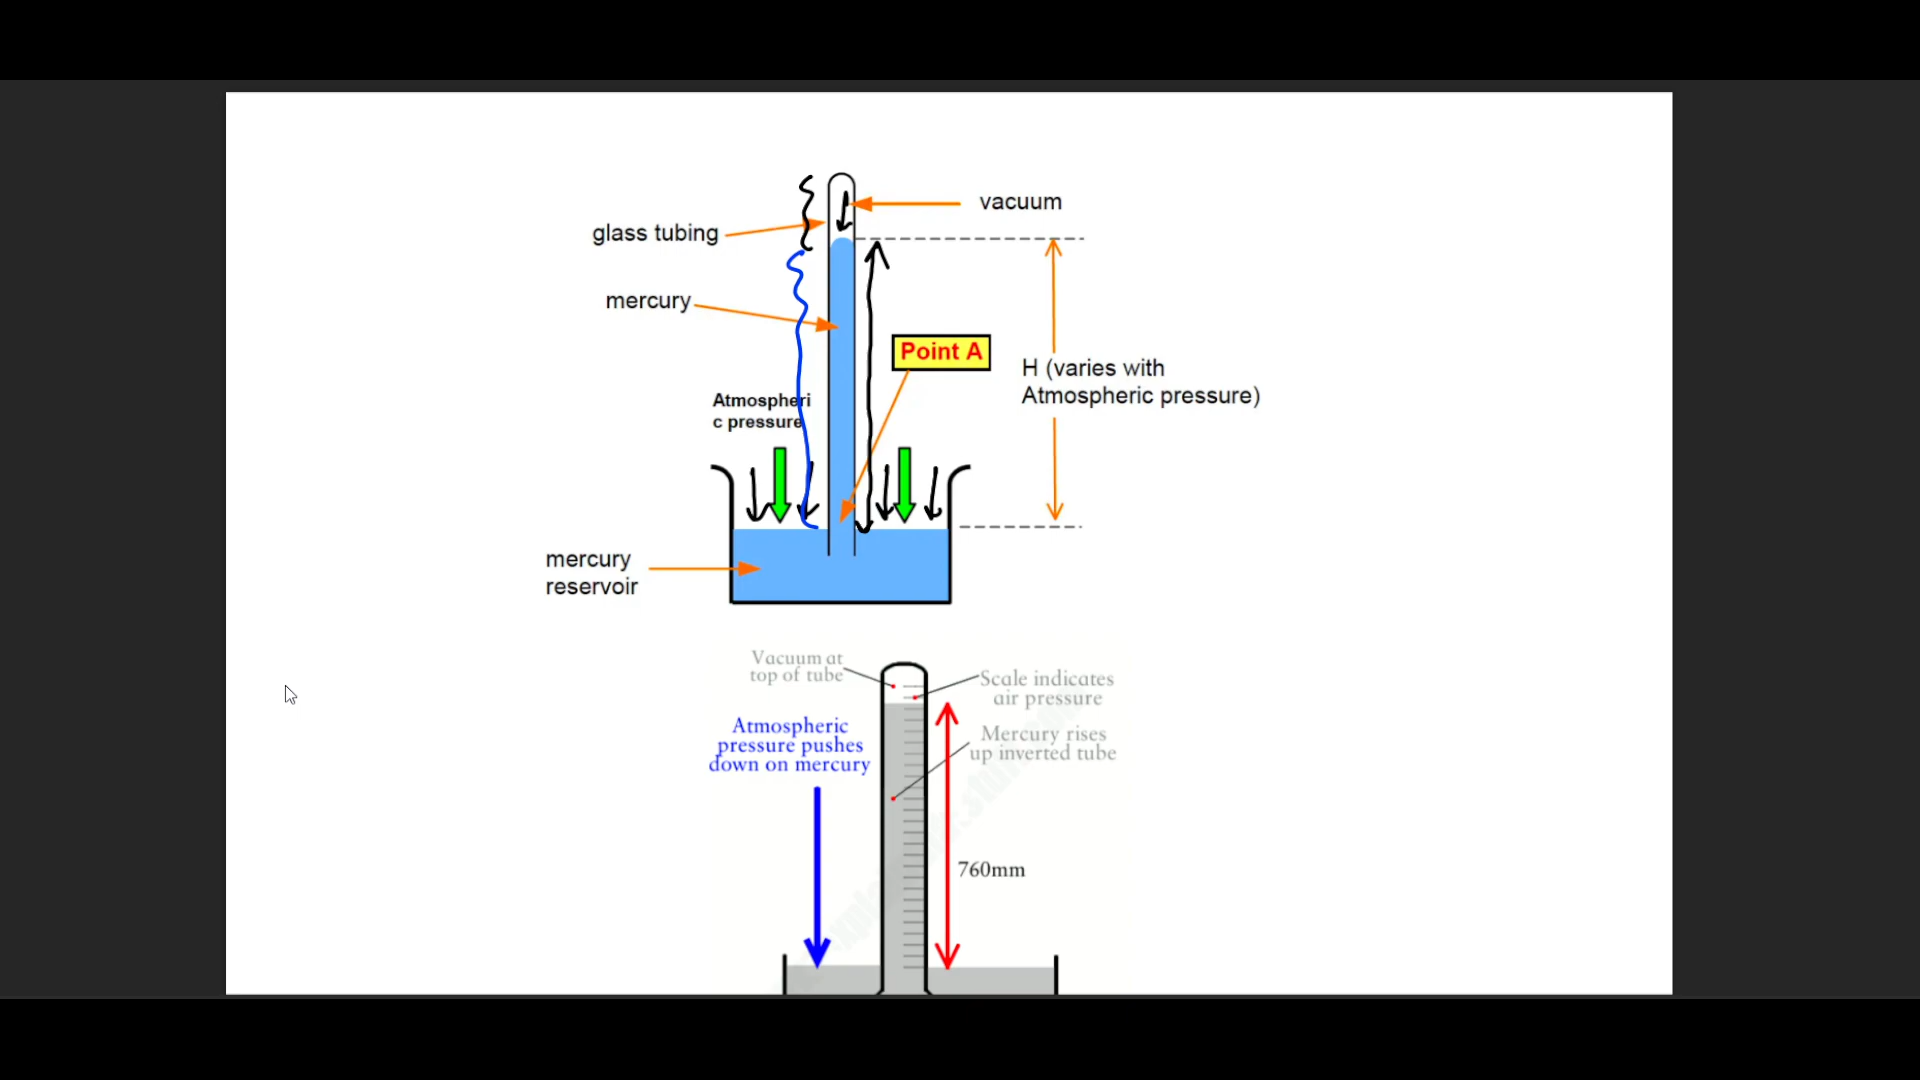 vacuum
glass tubing
mercury
Point A
H (varies with
Atmospheric pressure)
Atmospheri
c pressure
mercury
reservoir
Vacuum at
top of tube
Scale indicates
air pressure
Atmospheric
pressure pushes
down on mercury
Mercury rises
up inverted tube
760mm